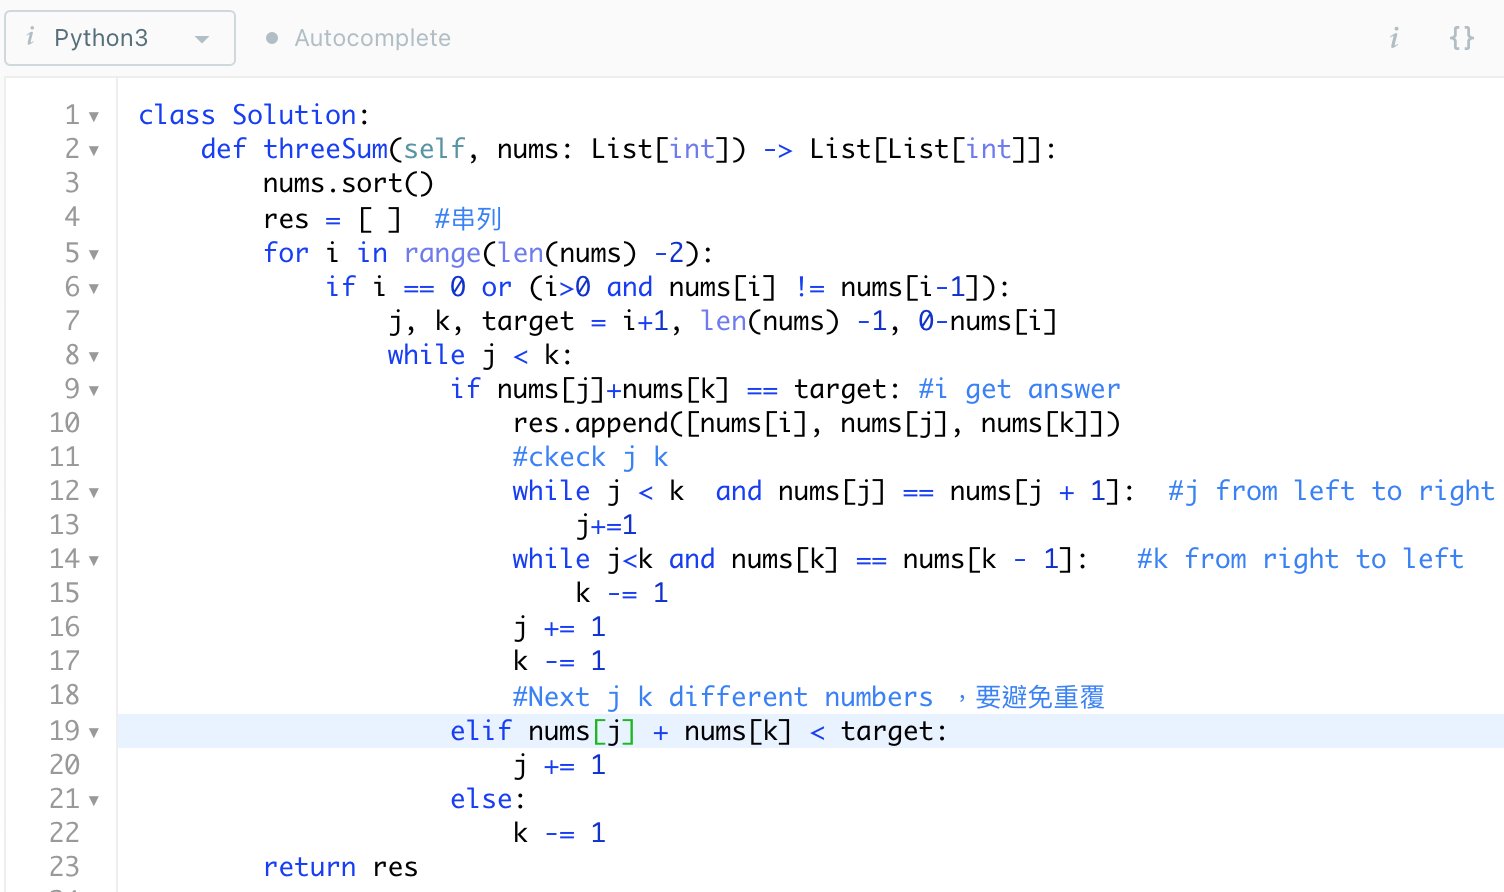 i Python3 Autocomplete i {}
1 class Solution:
2     def threeSum(self, nums: List[int]) -> List[List[int]]:
3         nums.sort()
4         res = [ ]  #串列
5         for i in range(len(nums) -2):
6             if i == 0 or (i>0 and nums[i] != nums[i-1]):
7                 j, k, target = i+1, len(nums) -1, 0-nums[i]
8                 while j < k:
9                     if nums[j]+nums[k] == target: #i get answer
10                         res.append([nums[i], nums[j], nums[k]])
11                         #ckeck j k
12                         while j < k  and nums[j] == nums[j + 1]:  #j from left to right
13                             j+=1
14                         while j<k and nums[k] == nums[k - 1]:   #k from right to left
15                             k -= 1
16                         j += 1
17                         k -= 1
18                         #Next j k different numbers ，要避免重覆
19                     elif nums[j] + nums[k] < target:
20                         j += 1
21                     else:
22                         k -= 1
23         return res